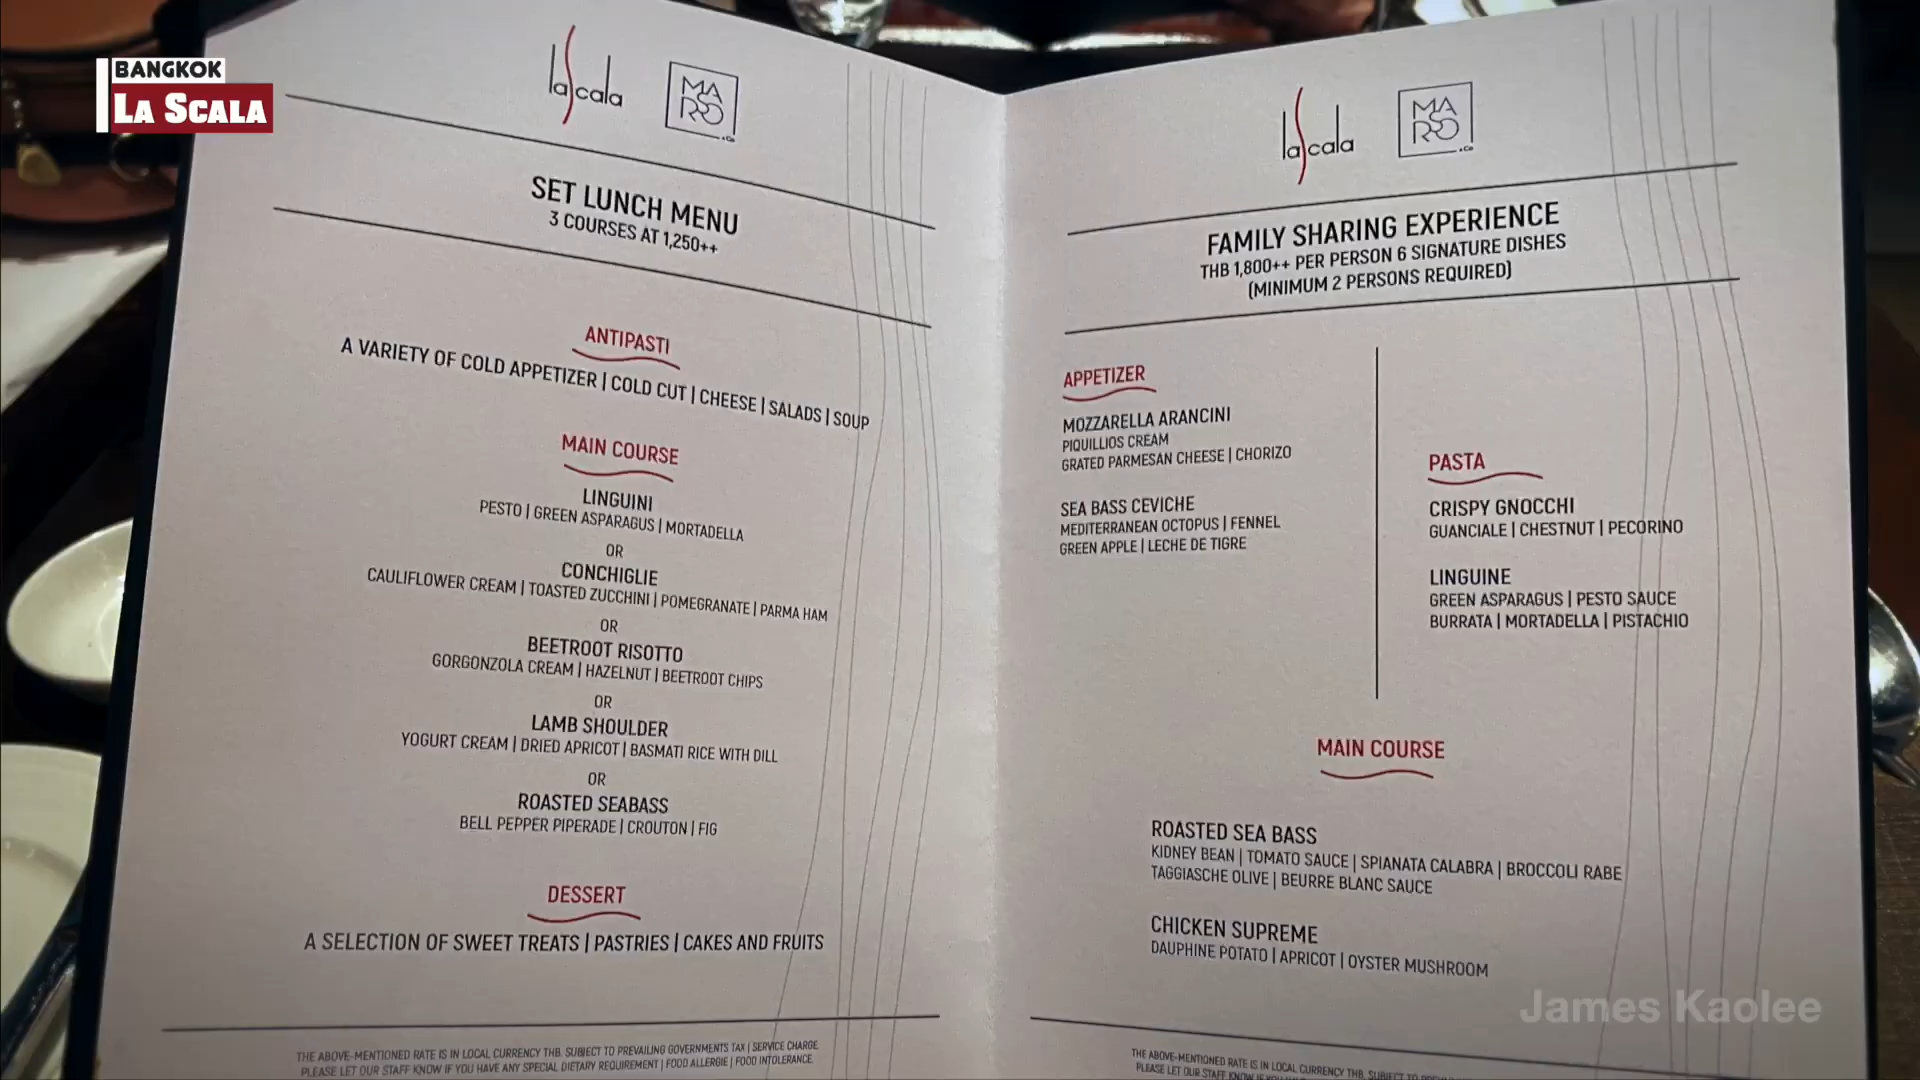 BANGKOK
LA SCALA
laScala
MARSO
.Co
SET LUNCH MENU
3 COURSES AT 1,250++
ANTIPASTI
A VARIETY OF COLD APPETIZER | COLD CUT | CHEESE | SALADS | SOUP
MAIN COURSE
LINGUINI
PESTO | GREEN ASPARAGUS | MORTADELLA
OR
CONCHIGLIE
CAULIFLOWER CREAM | TOASTED ZUCCHINI | POMEGRANATE | PARMA HAM
OR
BEETROOT RISOTTO
GORGONZOLA CREAM | HAZELNUT | BEETROOT CHIPS
OR
LAMB SHOULDER
YOGURT CREAM | DRIED APRICOT | BASMATI RICE WITH DILL
OR
ROASTED SEABASS
BELL PEPPER PIPERADE | CROUTON | FIG
DESSERT
A SELECTION OF SWEET TREATS | PASTRIES | CAKES AND FRUITS
THE ABOVE-MENTIONED RATE IS IN LOCAL CURRENCY THB. SUBJECT TO PREVAILING GOVERNMENTS TAX | SERVICE CHARGE.
PLEASE LET OUR STAFF KNOW IF YOU HAVE ANY SPECIAL DIETARY REQUIREMENT | FOOD ALLERGIE | FOOD INTOLERANCE.
laScala
MARSO
.Co
FAMILY SHARING EXPERIENCE
THB 1,800++ PER PERSON 6 SIGNATURE DISHES
(MINIMUM 2 PERSONS REQUIRED)
APPETIZER
MOZZARELLA ARANCINI
PIQUILLIOS CREAM
GRATED PARMESAN CHEESE | CHORIZO
SEA BASS CEVICHE
MEDITERRANEAN OCTOPUS | FENNEL
GREEN APPLE | LECHE DE TIGRE
PASTA
CRISPY GNOCCHI
GUANCIALE | CHESTNUT | PECORINO
LINGUINE
GREEN ASPARAGUS | PESTO SAUCE
BURRATA | MORTADELLA | PISTACHIO
MAIN COURSE
ROASTED SEA BASS
KIDNEY BEAN | TOMATO SAUCE | SPIANATA CALABRA | BROCCOLI RABE
TAGGIASCHE OLIVE | BEURRE BLANC SAUCE
CHICKEN SUPREME
DAUPHINE POTATO | APRICOT | OYSTER MUSHROOM
THE ABOVE-MENTIONED RATE IS IN LOCAL CURRENCY THB. SUBJECT TO
PLEASE LET OUR STAFF KNOW IF
James Kaolee